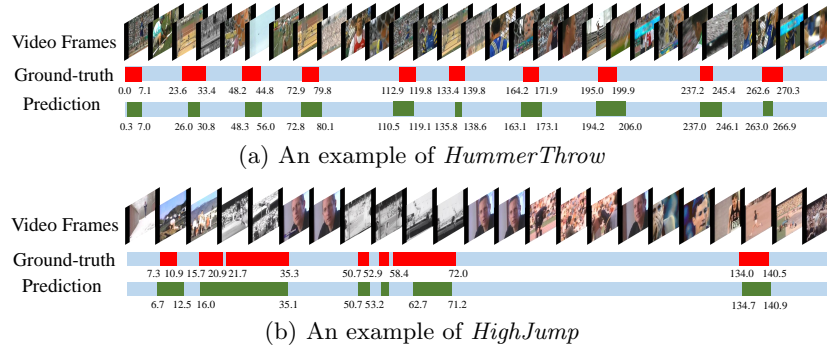 Video Frames
Ground-truth
0.0 7.1 23.6 33.4 48.2 44.8 72.9 79.8 112.9 119.8 133.4 139.8 164.2 171.9 195.0 199.9 237.2 245.4 262.6 270.3
Prediction
0.3 7.0 26.0 30.8 48.3 56.0 72.8 80.1 110.5 119.1 135.8 138.6 163.1 173.1 194.2 206.0 237.0 246.1 263.0 266.9
(a) An example of HummerThrow
Video Frames
Ground-truth
7.3 10.9 15.7 20.9 21.7 35.3 50.7 52.9 58.4 72.0 134.0 140.5
Prediction
6.7 12.5 16.0 35.1 50.7 53.2 62.7 71.2 134.7 140.9
(b) An example of HighJump